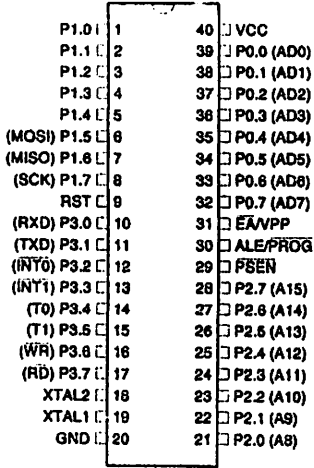 P1.0 1 40 VCC
P1.1 2 39 P0.0 (AD0)
P1.2 3 38 P0.1 (AD1)
P1.3 4 37 P0.2 (AD2)
P1.4 5 36 P0.3 (AD3)
(MOSI) P1.5 6 35 P0.4 (AD4)
(MISO) P1.6 7 34 P0.5 (AD5)
(SCK) P1.7 8 33 P0.6 (AD6)
RST 9 32 P0.7 (AD7)
(RXD) P3.0 10 31 E̅A̅/VPP
(TXD) P3.1 11 30 ALE/P̅R̅O̅G̅
(I̅N̅T̅0̅) P3.2 12 29 P̅S̅E̅N̅
(I̅N̅T̅1̅) P3.3 13 28 P2.7 (A15)
(T0) P3.4 14 27 P2.6 (A14)
(T1) P3.5 15 26 P2.5 (A13)
(W̅R̅) P3.6 16 25 P2.4 (A12)
(R̅D̅) P3.7 17 24 P2.3 (A11)
XTAL2 18 23 P2.2 (A10)
XTAL1 19 22 P2.1 (A9)
GND 20 21 P2.0 (A8)